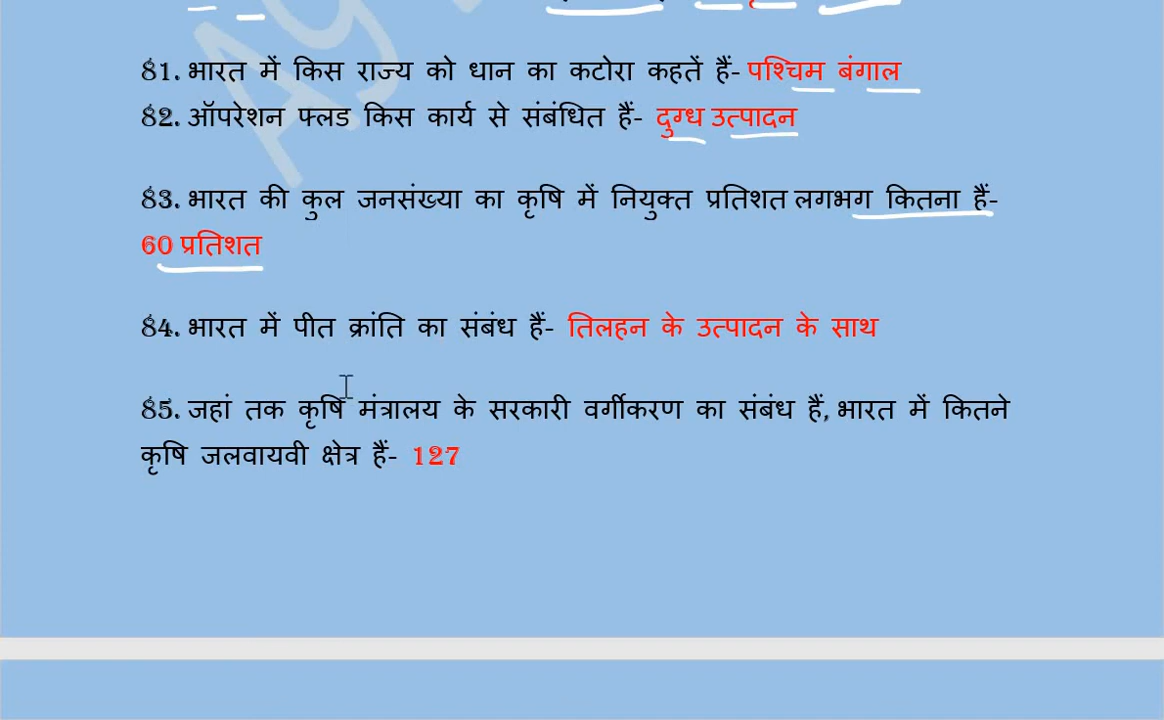 81. भारत में किस राज्य को धान का कटोरा कहतें हैं- पश्चिम बंगाल
82. ऑपरेशन फ्लड किस कार्य से संबंधित हैं- दुग्ध उत्पादन
83. भारत की कुल जनसंख्या का कृषि में नियुक्त प्रतिशत लगभग कितना हैं-
60 प्रतिशत
84. भारत में पीत क्रांति का संबंध हैं- तिलहन के उत्पादन के साथ
85. जहां तक कृषि मंत्रालय के सरकारी वर्गीकरण का संबंध हैं, भारत में कितने
कृषि जलवायवी क्षेत्र हैं- 127